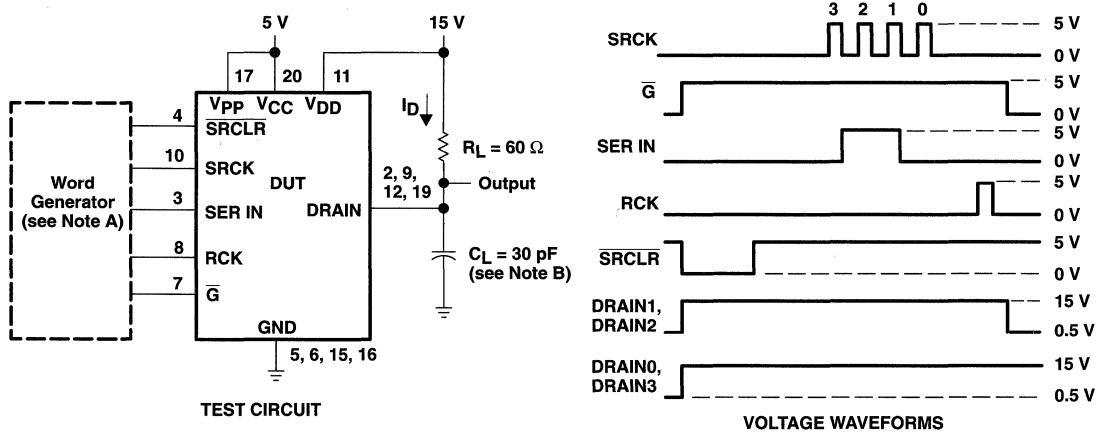 5 V
15 V
17
20
11
VPP
VCC
VDD
ID
4
SRCLR
10
SRCK
DUT
3
SER IN
DRAIN
8
RCK
7
G
GND
5, 6, 15, 16
Word
Generator
(see Note A)
RL = 60 Ω
2, 9,
12, 19
Output
CL = 30 pF
(see Note B)
TEST CIRCUIT
3 2 1 0
SRCK
5 V
0 V
G
5 V
0 V
SER IN
5 V
0 V
RCK
5 V
0 V
SRCLR
5 V
0 V
DRAIN1,
DRAIN2
15 V
0.5 V
DRAIN0,
DRAIN3
15 V
0.5 V
VOLTAGE WAVEFORMS